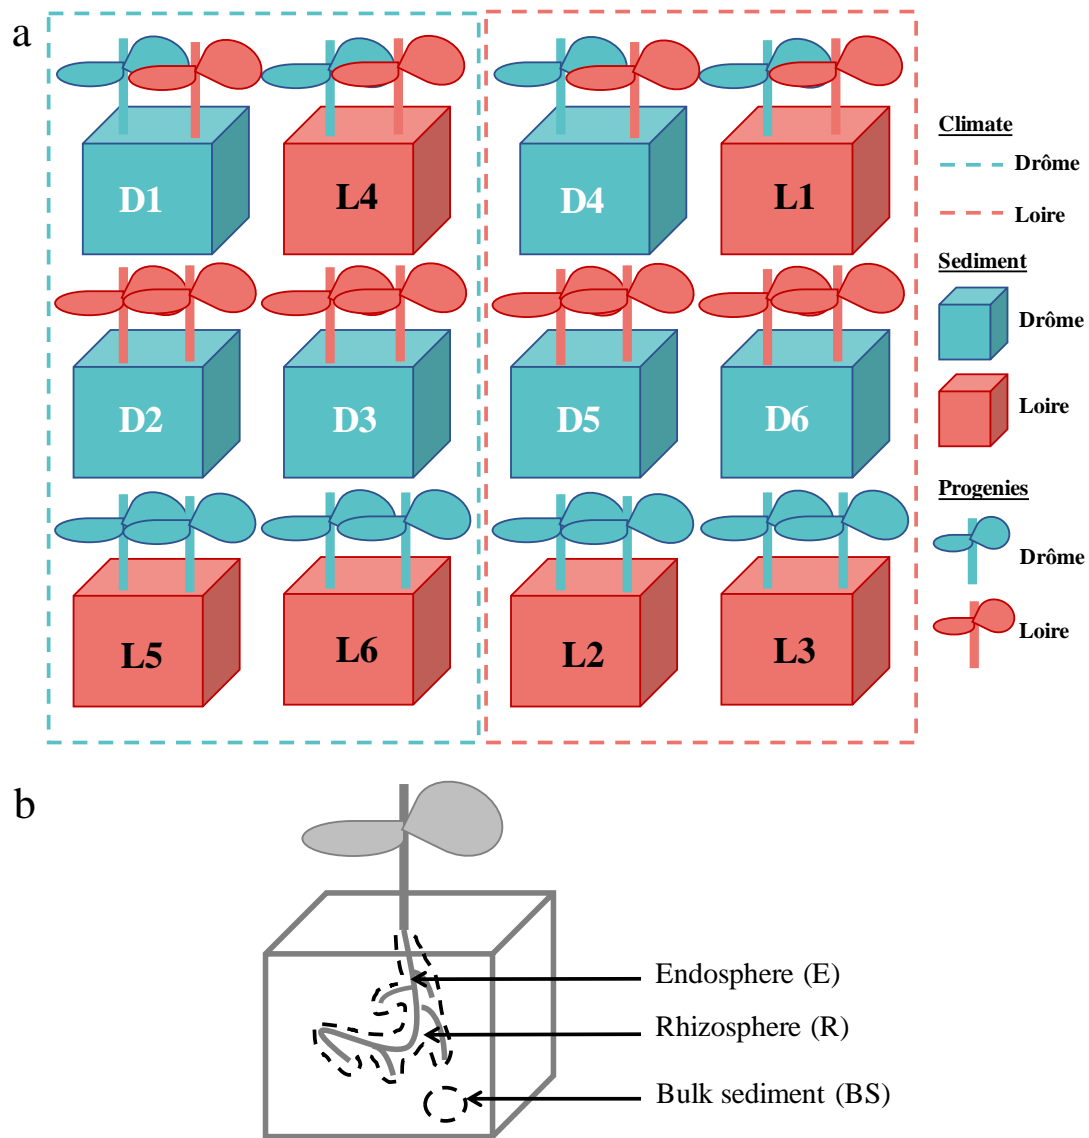 a
D1
L4
D4
L1
D2
D3
D5
D6
L5
L6
L2
L3
Climate
Drôme
Loire
Sediment
Drôme
Loire
Progenies
Drôme
Loire
b
Endosphere (E)
Rhizosphere (R)
Bulk sediment (BS)